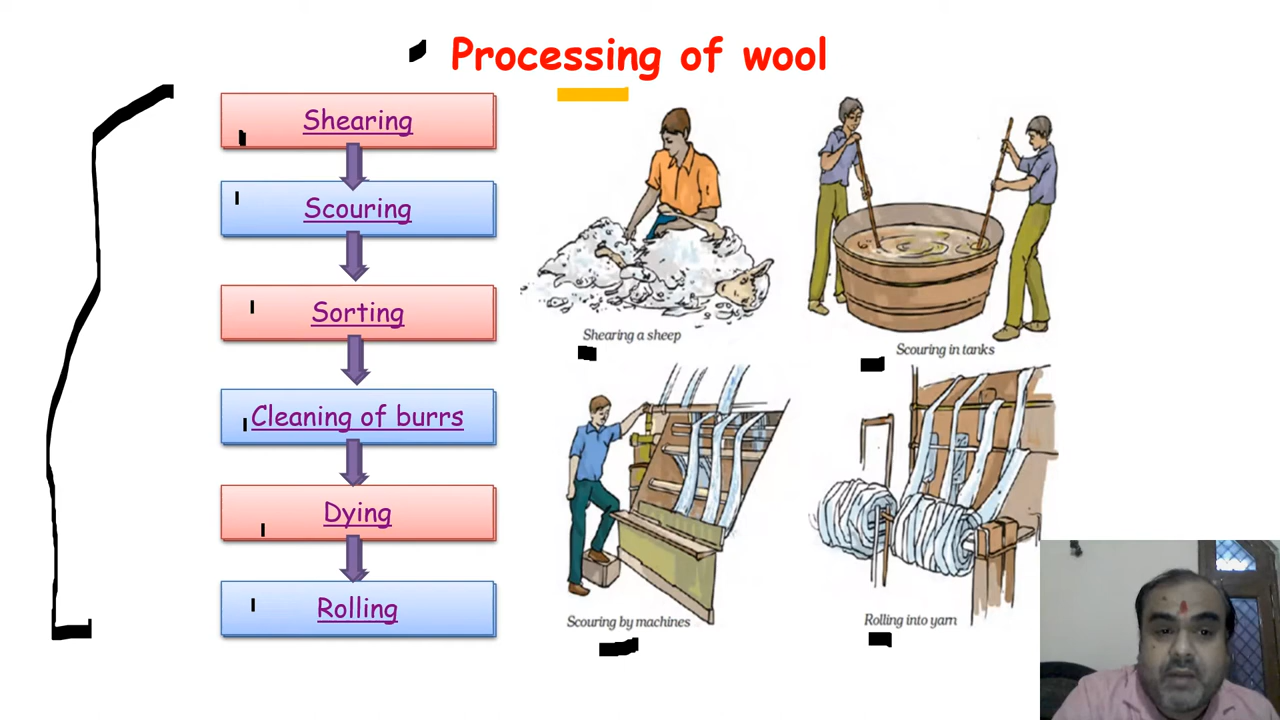 Processing of wool
Shearing
Scouring
Sorting
Cleaning of burrs
Dying
Rolling
Shearing a sheep
Scouring in tanks
Scouring by machines
Rolling into yarn